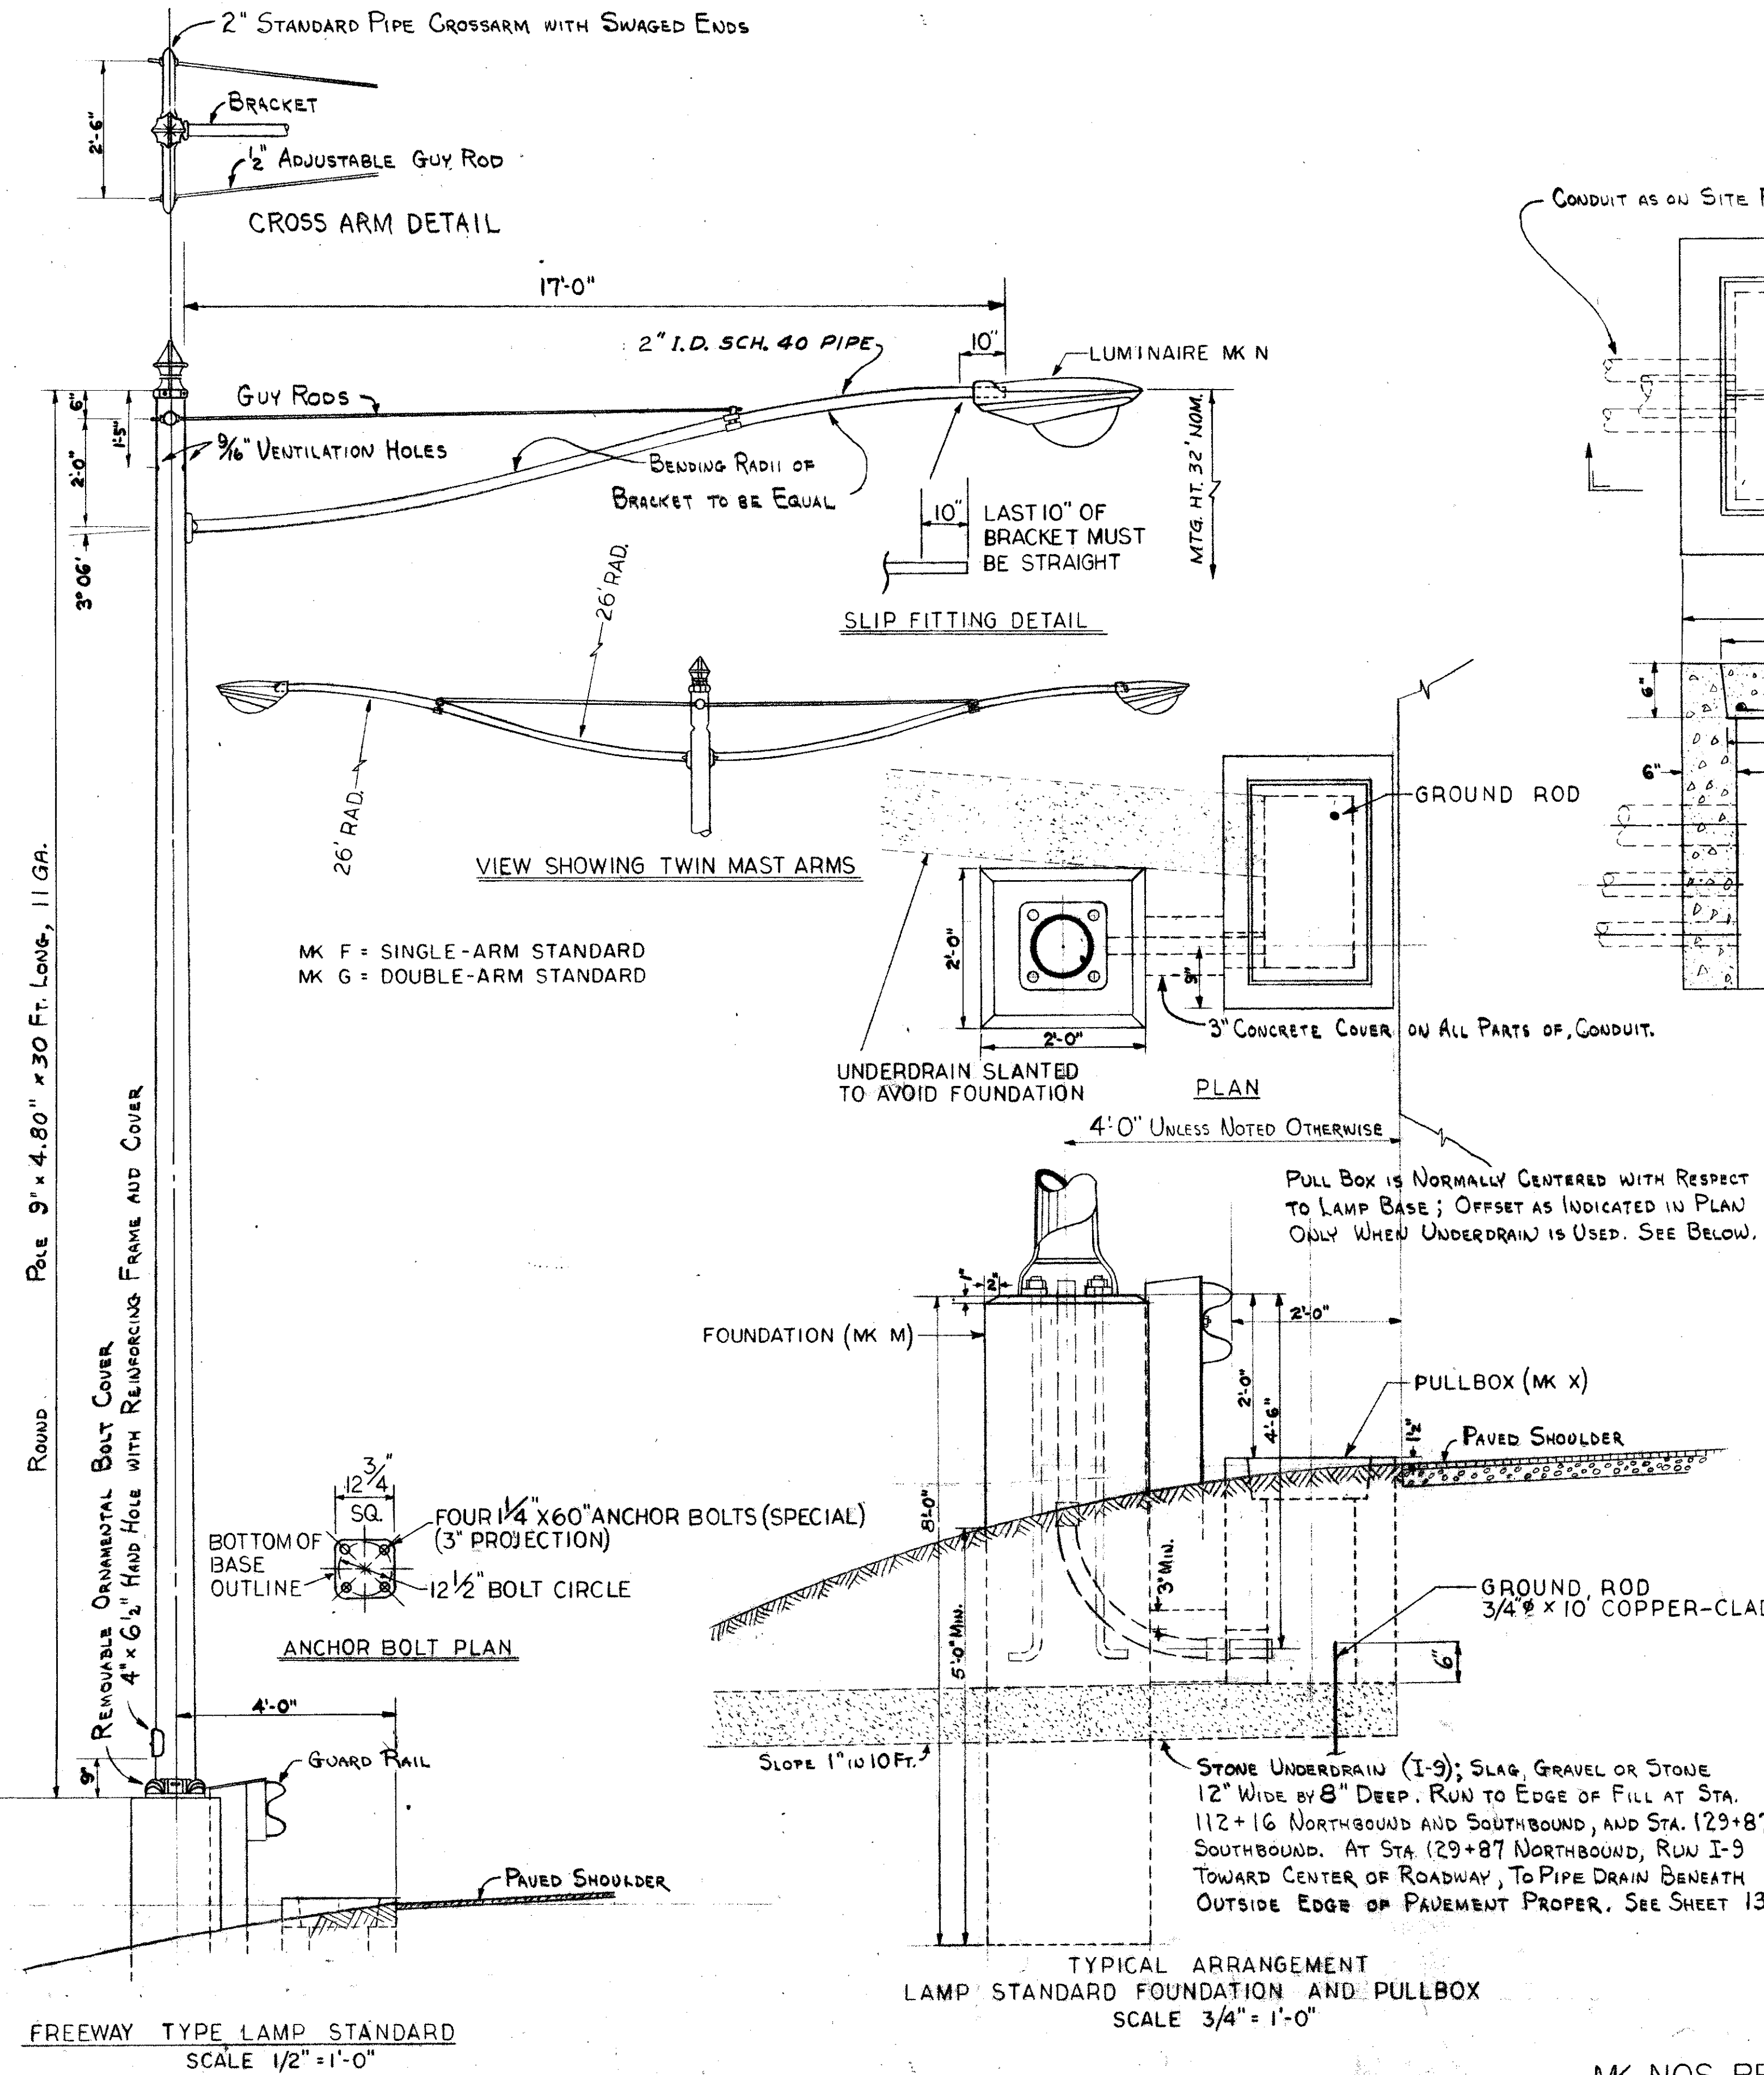 2" STANDARD PIPE CROSSARM WITH SWAGED ENDS
2'-6"
BRACKET
1/2" ADJUSTABLE GUY ROD
CROSS ARM DETAIL
CONDUIT AS ON SITE
17'-0"
2" I.D. SCH. 40 PIPE
10"
LUMINAIRE MK N
GUY RODS
6"
1'-5"
2'-0"
3° 06'
9/16" VENTILATION HOLES
BENDING RADII OF
BRACKET TO BE EQUAL
10"
LAST 10" OF
BRACKET MUST
BE STRAIGHT
MTG. HT. 32' NOM.
SLIP FITTING DETAIL
26' RAD.
26' RAD.
VIEW SHOWING TWIN MAST ARMS
MK F = SINGLE-ARM STANDARD
MK G = DOUBLE-ARM STANDARD
6"
6"
GROUND ROD
2'-0"
2'-0"
9"
3" CONCRETE COVER ON ALL PARTS OF CONDUIT.
UNDERDRAIN SLANTED
TO AVOID FOUNDATION
PLAN
4'-0" UNLESS NOTED OTHERWISE
PULL BOX IS NORMALLY CENTERED WITH RESPECT
TO LAMP BASE; OFFSET AS INDICATED IN PLAN
ONLY WHEN UNDERDRAIN IS USED. SEE BELOW.
ROUND POLE 9" x 4.80" x 30 FT. LONG, 11 GA.
REMOVABLE ORNAMENTAL BOLT COVER
4" x 6 1/2" HAND HOLE WITH REINFORCING FRAME AND COVER
1"
2"
FOUNDATION (MK M)
2'-0"
2'-0"
4'-6"
PULLBOX (MK X)
1 1/2"
PAVED SHOULDER
8'-0"
5'-0" MIN.
3" MIN.
GROUND ROD
3/4"ø x 10' COPPER-CLAD
6"
12 3/4"
SQ.
FOUR 1 1/4" X 60" ANCHOR BOLTS (SPECIAL)
(3" PROJECTION)
BOTTOM OF
BASE
OUTLINE
12 1/2" BOLT CIRCLE
ANCHOR BOLT PLAN
4'-0"
GUARD RAIL
9"
PAVED SHOULDER
SLOPE 1" IN 10 FT.
STONE UNDERDRAIN (I-9); SLAG, GRAVEL OR STONE
12" WIDE BY 8" DEEP. RUN TO EDGE OF FILL AT STA.
112+16 NORTHBOUND AND SOUTHBOUND, AND STA. 129+87
SOUTHBOUND. AT STA. 129+87 NORTHBOUND, RUN I-9
TOWARD CENTER OF ROADWAY, TO PIPE DRAIN BENEATH
OUTSIDE EDGE OF PAVEMENT PROPER. SEE SHEET 13
TYPICAL ARRANGEMENT
LAMP STANDARD FOUNDATION AND PULLBOX
SCALE 3/4" = 1'-0"
FREEWAY TYPE LAMP STANDARD
SCALE 1/2" = 1'-0"